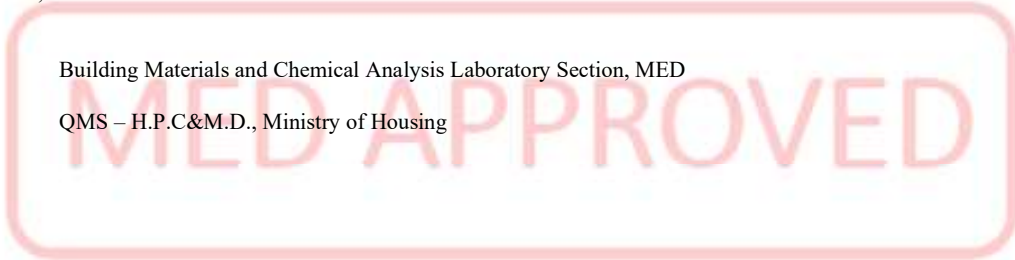 Building Materials and Chemical Analysis Laboratory Section, MED
QMS – H.P.C&M.D., Ministry of Housing
MED APPROVED